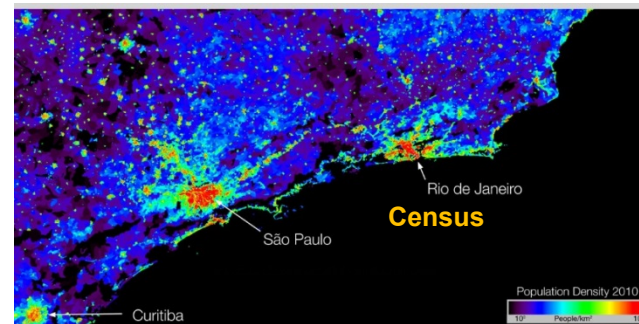 Rio de Janeiro
Census
São Paulo
Population Density 2010
People/km²
Curitiba